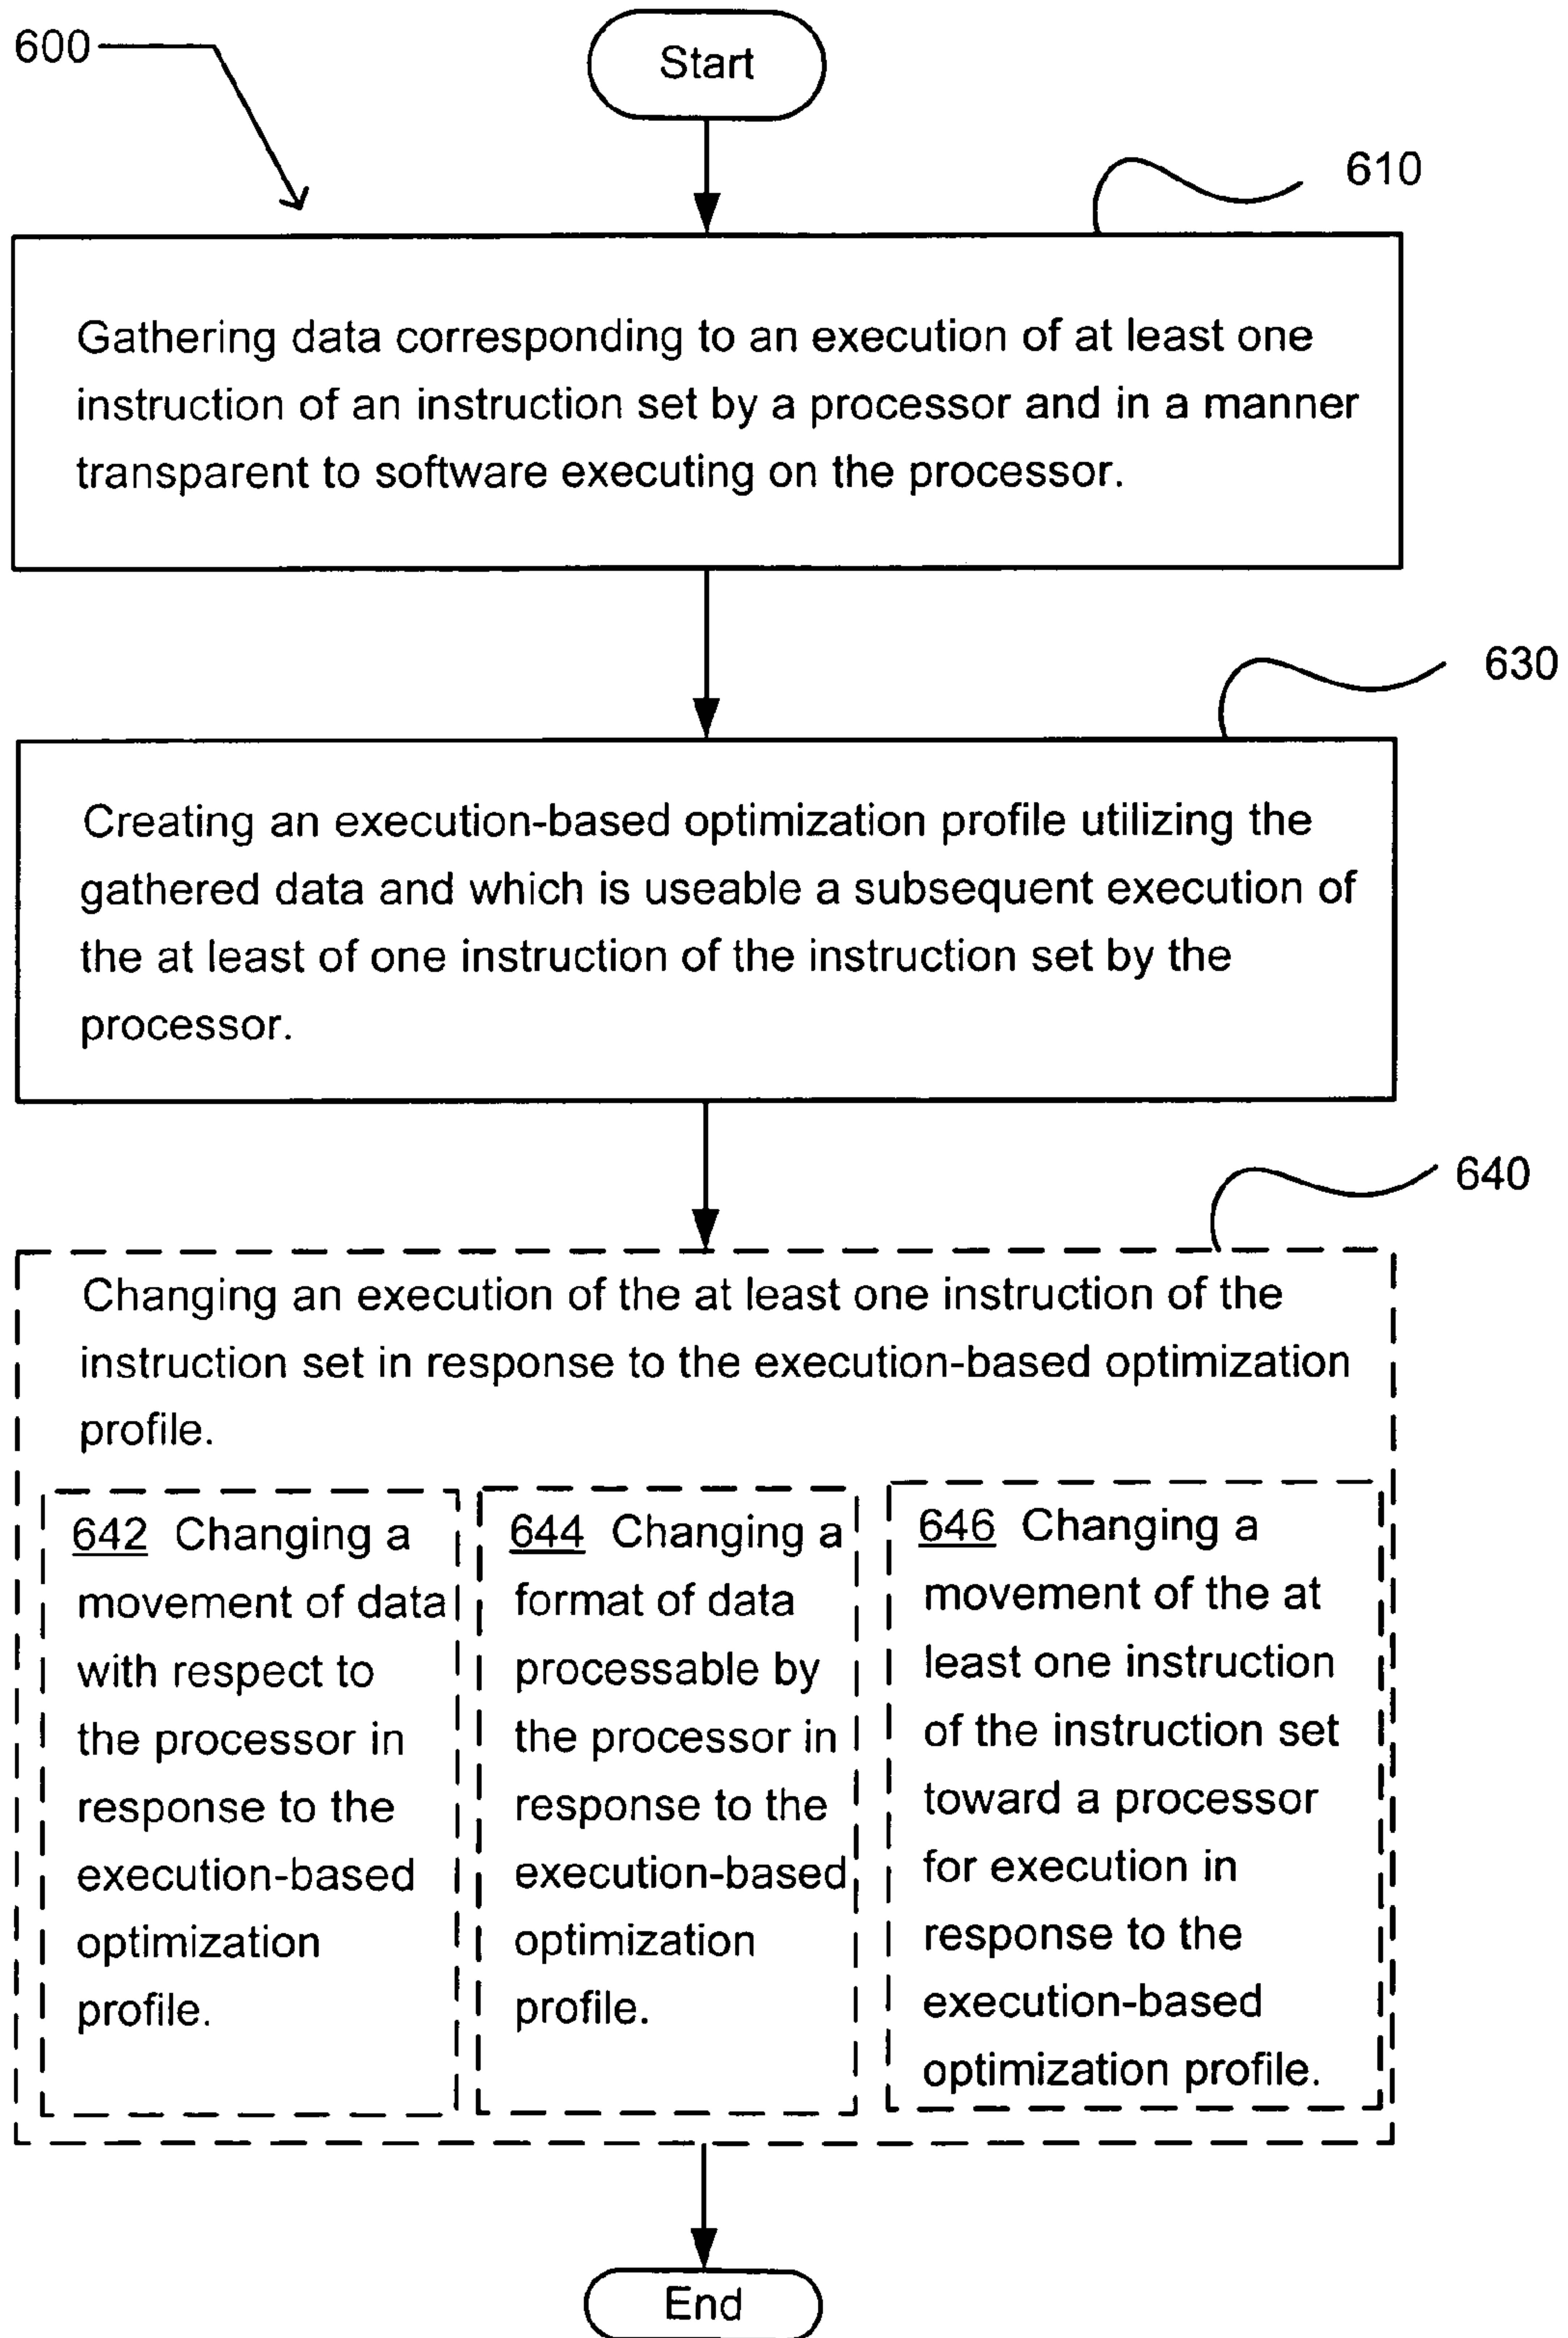 600
Start
610
Gathering data corresponding to an execution of at least one
instruction of an instruction set by a processor and in a manner
transparent to software executing on the processor.
630
Creating an execution-based optimization profile utilizing the
gathered data and which is useable a subsequent execution of
the at least of one instruction of the instruction set by the
processor.
640
Changing an execution of the at least one instruction of the
instruction set in response to the execution-based optimization
profile.
642 Changing a
movement of data
with respect to
the processor in
response to the
execution-based
optimization
profile.
644 Changing a
format of data
processable by
the processor in
response to the
execution-based
optimization
profile.
646 Changing a
movement of the at
least one instruction
of the instruction set
toward a processor
for execution in
response to the
execution-based
optimization profile.
End